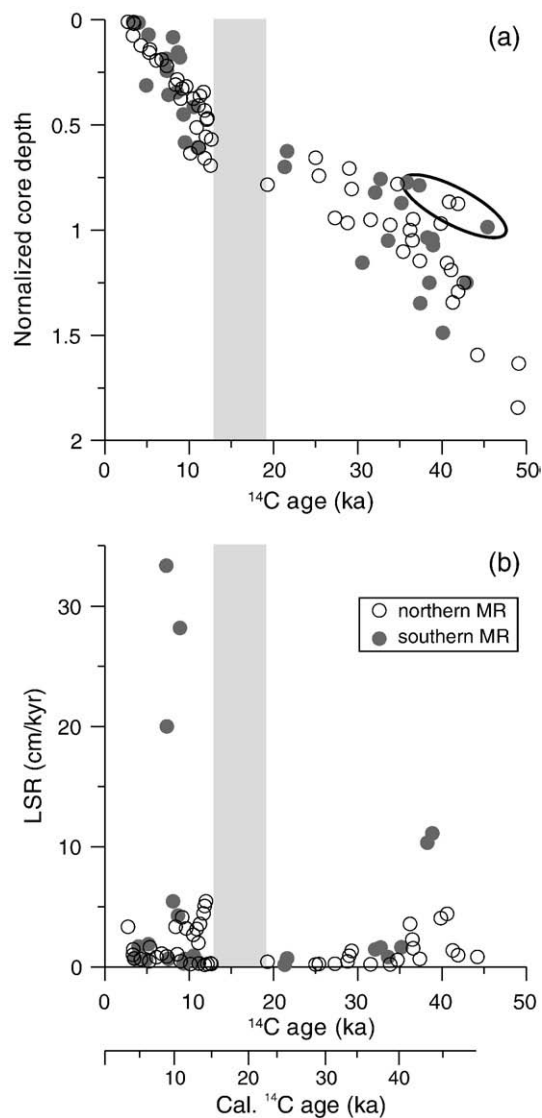 (a)
Normalized core depth
0
0.5
1
1.5
2
0 10 20 30 40 50
¹⁴C age (ka)
(b)
northern MR
southern MR
LSR (cm/kyr)
30
20
10
0
0 10 20 30 40 50
¹⁴C age (ka)
10 20 30 40
Cal. ¹⁴C age (ka)